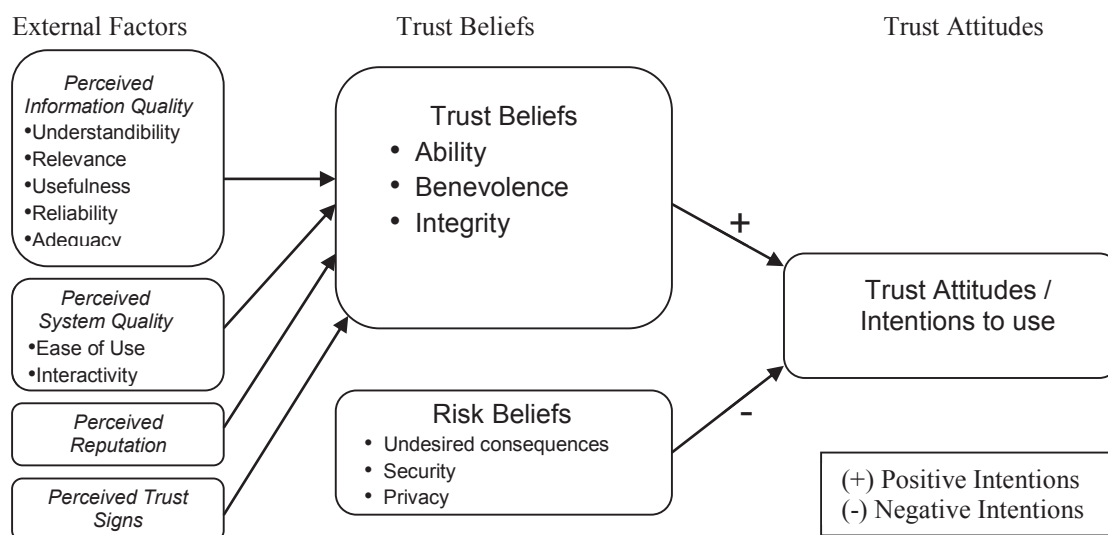 External Factors
Trust Beliefs
Trust Attitudes
Perceived
Information Quality
•Understandibility
•Relevance
•Usefulness
•Reliability
•Adequacy
Perceived
System Quality
•Ease of Use
•Interactivity
Perceived
Reputation
Perceived Trust
Signs
Trust Beliefs
• Ability
• Benevolence
• Integrity
Risk Beliefs
• Undesired consequences
• Security
• Privacy
+
-
Trust Attitudes /
Intentions to use
(+) Positive Intentions
(-) Negative Intentions